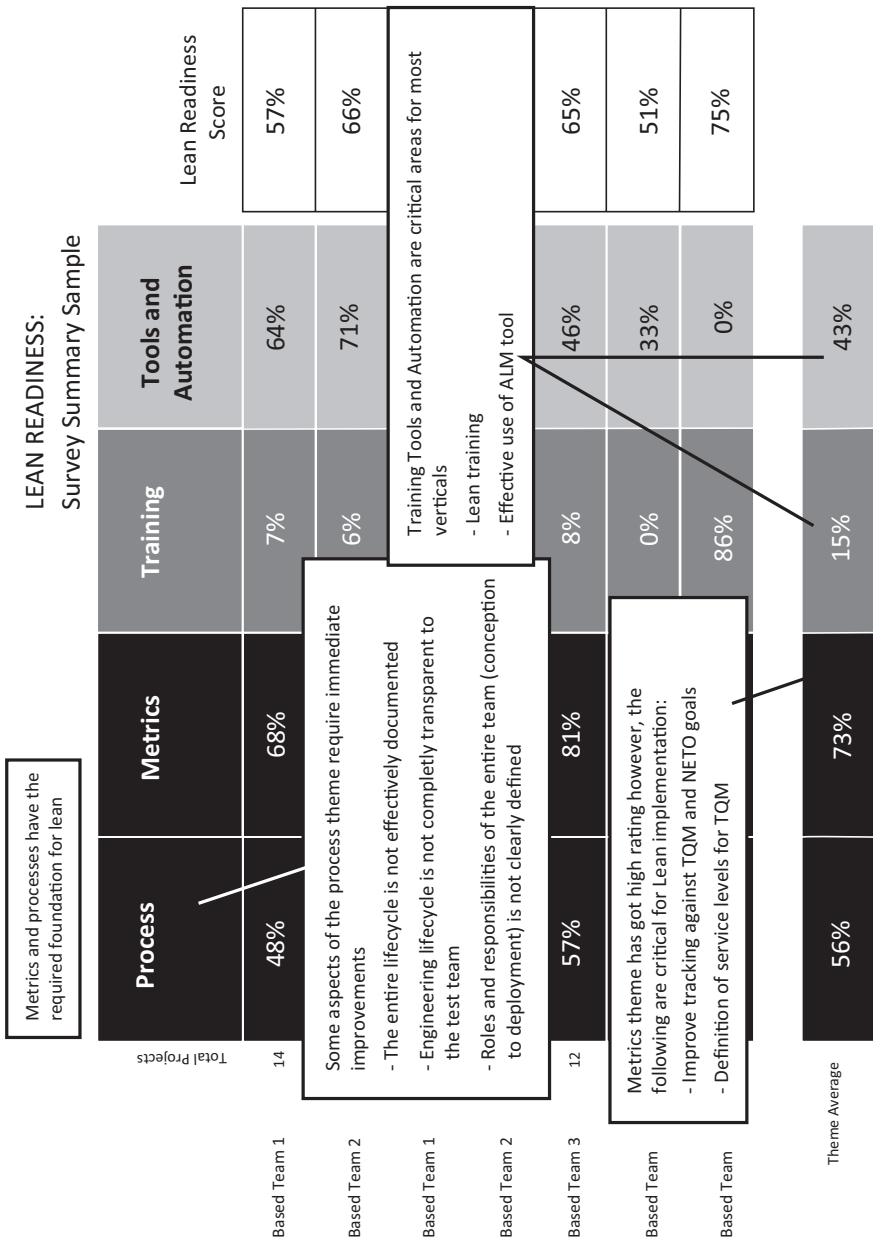 LEAN READINESS:
Survey Summary Sample
Metrics and processes have the
required foundation for lean
Total Projects
Process
Metrics
Training
Tools and
Automation
Lean Readiness
Score
Based Team 1
14
48%
68%
7%
64%
57%
Based Team 2
6%
71%
66%
Based Team 1
Based Team 2
Based Team 3
12
57%
81%
8%
46%
65%
Based Team
0%
33%
51%
Based Team
86%
0%
75%
Theme Average
56%
73%
15%
43%
Some aspects of the process theme require immediate
improvements
- The entire lifecycle is not effectively documented
- Engineering lifecycle is not completly transparent to
the test team
- Roles and responsibilities of the entire team (conception
to deployment) is not clearly defined
Training Tools and Automation are critical areas for most
verticals
- Lean training
- Effective use of ALM tool
Metrics theme has got high rating however, the
following are critical for Lean implementation:
- Improve tracking against TQM and NETO goals
- Definition of service levels for TQM